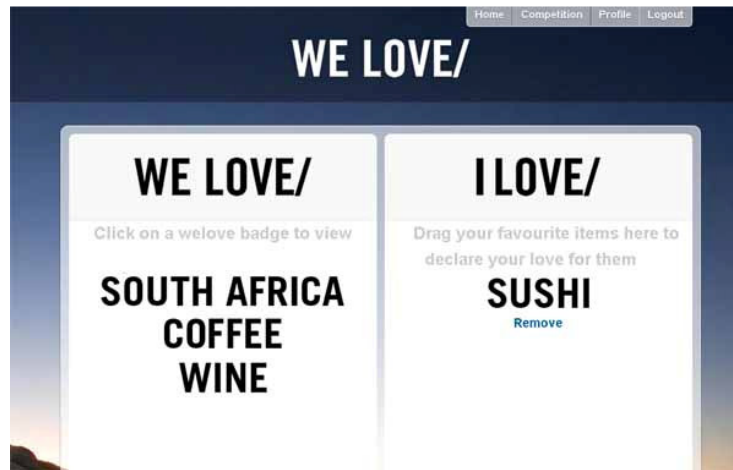 Home Competition Profile Logout
WE LOVE/
WE LOVE/
Click on a welove badge to view
SOUTH AFRICA
COFFEE
WINE
I LOVE/
Drag your favourite items here to
declare your love for them
SUSHI
Remove